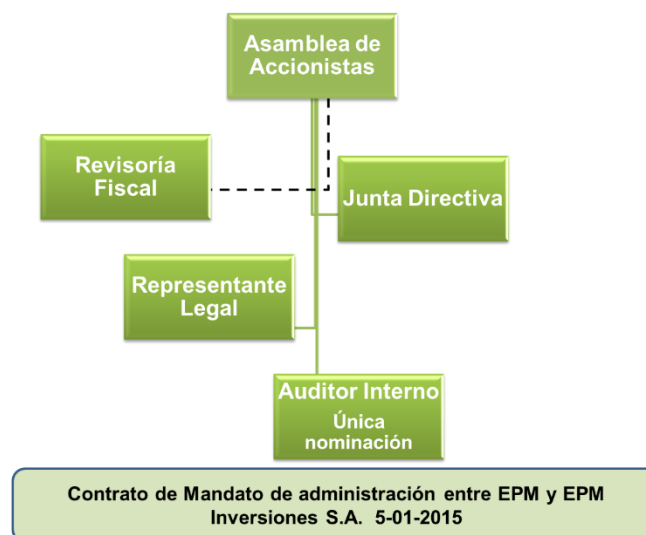 Asamblea de
Accionistas
Revisoría
Fiscal
Junta Directiva
Representante
Legal
Auditor Interno
Única
nominación
Contrato de Mandato de administración entre EPM y EPM
Inversiones S.A. 5-01-2015